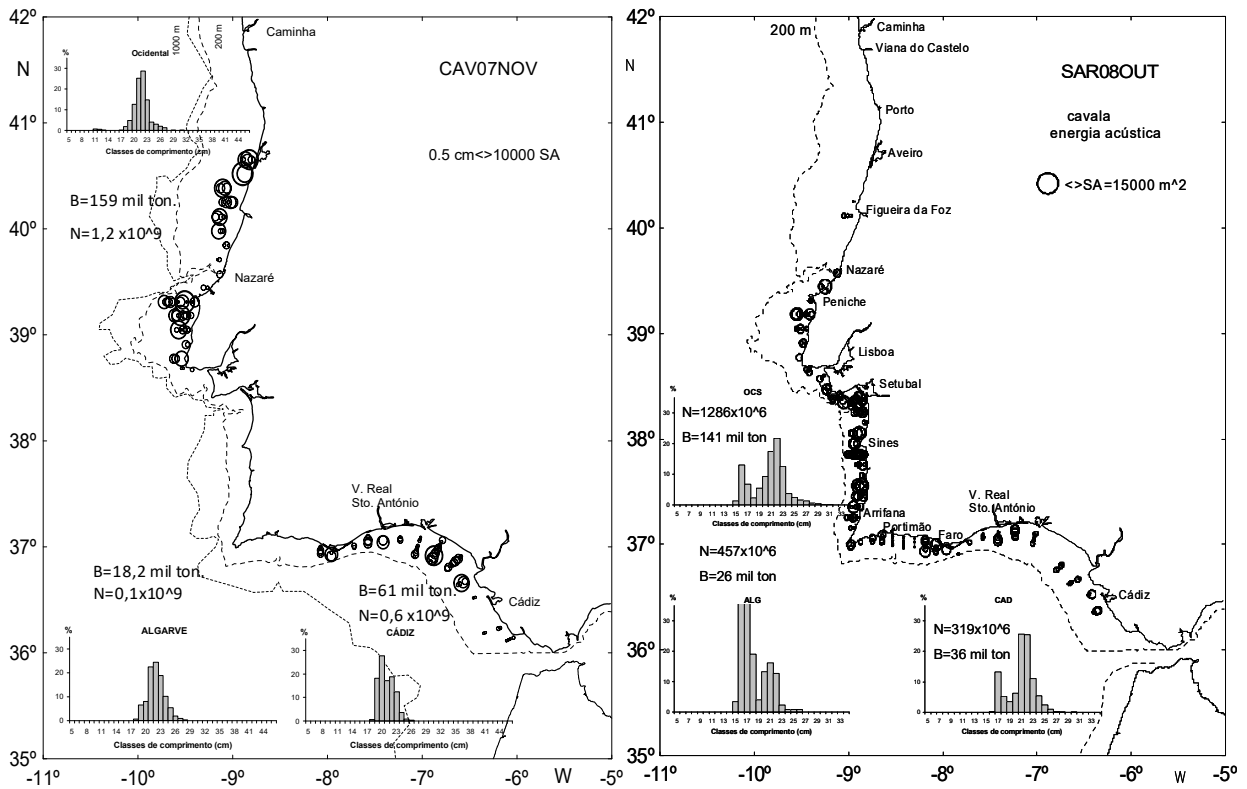 42º
N
41º
40º
39º
38º
37º
36º
35º
-11º -10º -9º -8º -7º -6º W -5º
1000 m
200 m
Caminha
CAV07NOV
0.5 cm<>10000 SA
Ocidental
%
30
20
10
0
5 8 11 14 17 20 23 26 29 32 35 38 41 44
Classes de comprimento (cm)
B=159 mil ton.
N=1,2 x10^9
Nazaré
V. Real
Sto. António
Cádiz
B=18,2 mil ton.
N=0,1x10^9
B=61 mil ton.
N=0,6 x10^9
ALGARVE
%
30
20
10
0
5 8 11 14 17 20 23 26 29 32 35 38 41 44
Classes de comprimento (cm)
CÁDIZ
%
30
20
10
0
5 8 11 14 17 20 23 26 29 32 35 38 41 44
Classes de comprimento (cm)
42º
N
41º
40º
39º
38º
37º
36º
35º
-11º -10º -9º -8º -7º -6º W -5º
200 m
Caminha
Viana do Castelo
SAR08OUT
Porto
cavala
energia acústica
Aveiro
<>SA=15000 m^2
Figueira da Foz
Nazaré
Peniche
Lisboa
Setubal
Sines
Arrifana
Portimão
Faro
V. Real
Sto. António
Cádiz
OCS
%
N=1286x10^6
B=141 mil ton
30
20
10
0
5 7 9 11 13 15 17 19 21 23 25 27 29 31 33
Classes de comprimento (cm)
N=457x10^6
B=26 mil ton
ALG
%
30
20
10
0
5 7 9 11 13 15 17 19 21 23 25 27 29 31 33
Classes de comprimento (cm)
CAD
%
N=319x10^6
B=36 mil ton
30
20
10
0
5 7 9 11 13 15 17 19 21 23 25 27 29 31 33
Classes de comprimento (cm)